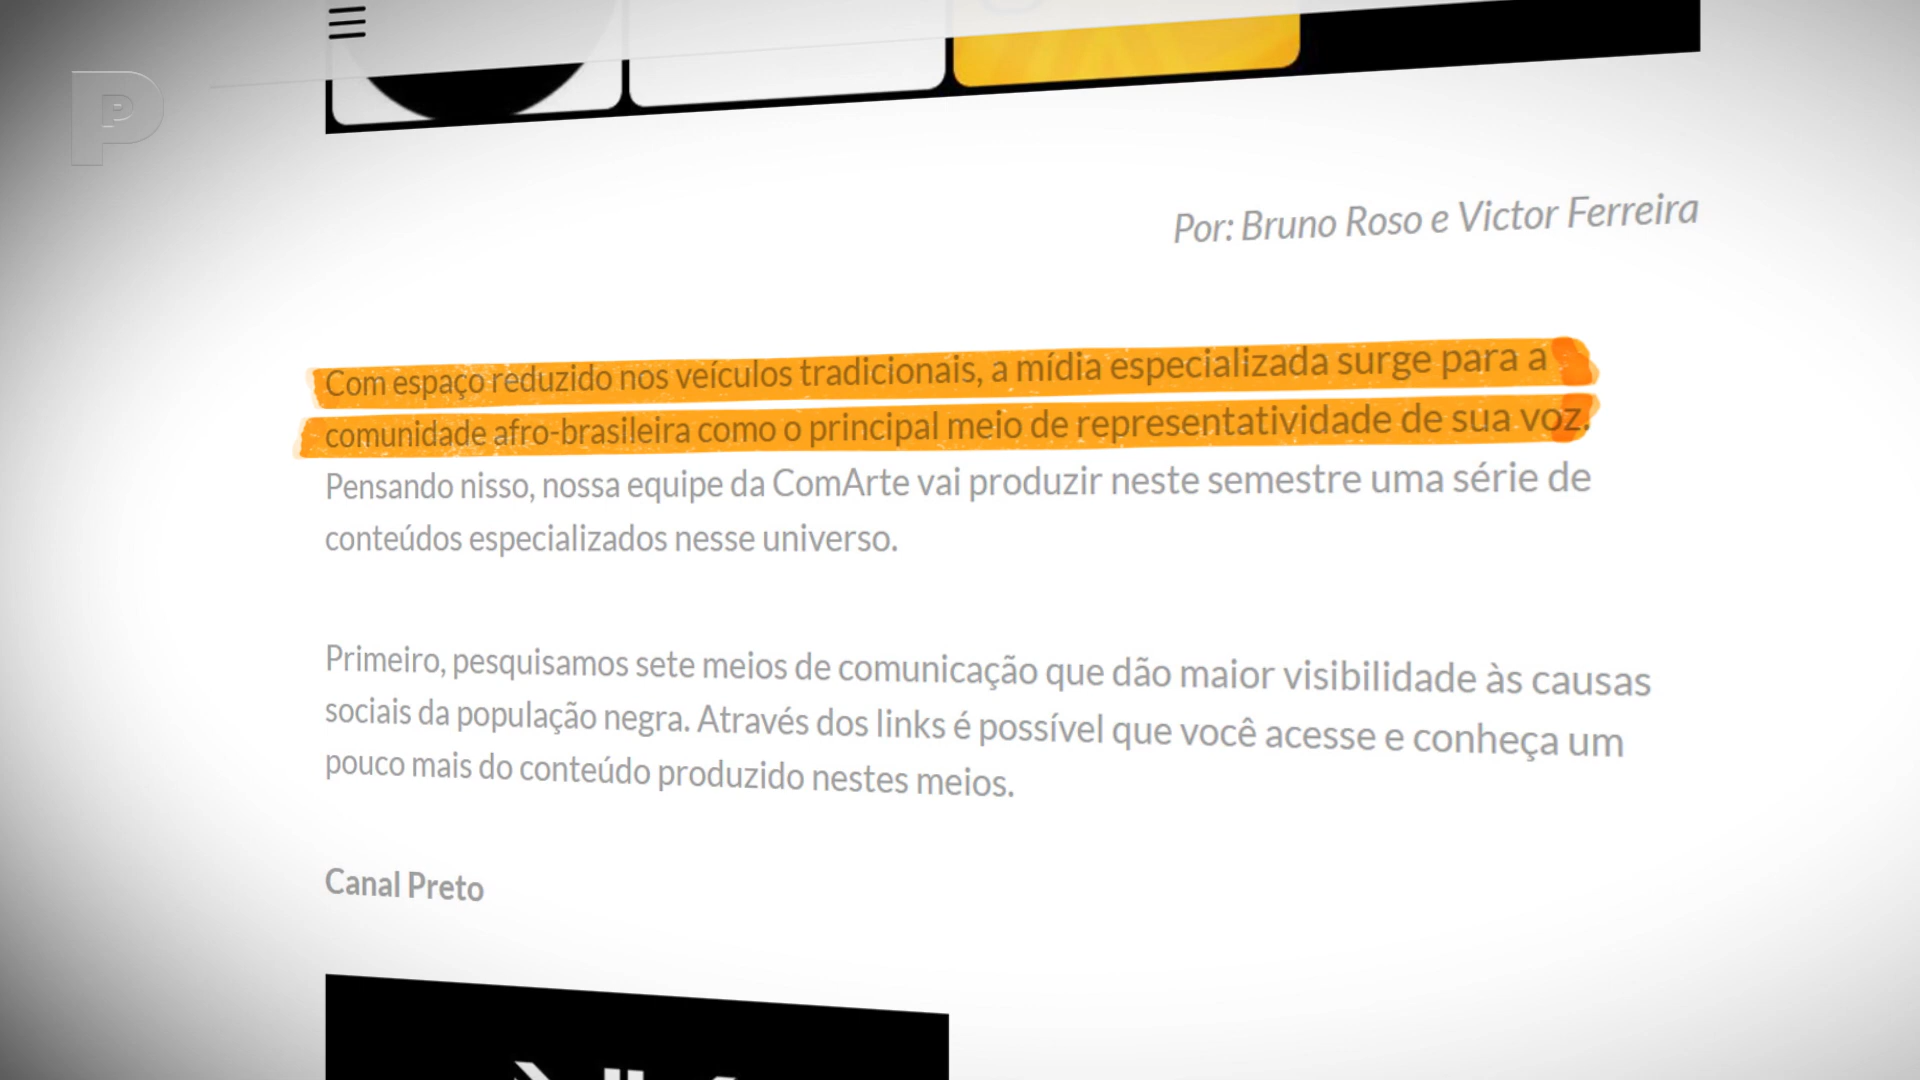 P
Por: Bruno Roso e Victor Ferreira
Com espaço reduzido nos veículos tradicionais, a mídia especializada surge para a
comunidade afro-brasileira como o principal meio de representatividade de sua voz.
Pensando nisso, nossa equipe da ComArte vai produzir neste semestre uma série de
conteúdos especializados nesse universo.
Primeiro, pesquisamos sete meios de comunicação que dão maior visibilidade às causas
sociais da população negra. Através dos links é possível que você acesse e conheça um
pouco mais do conteúdo produzido nestes meios.
Canal Preto